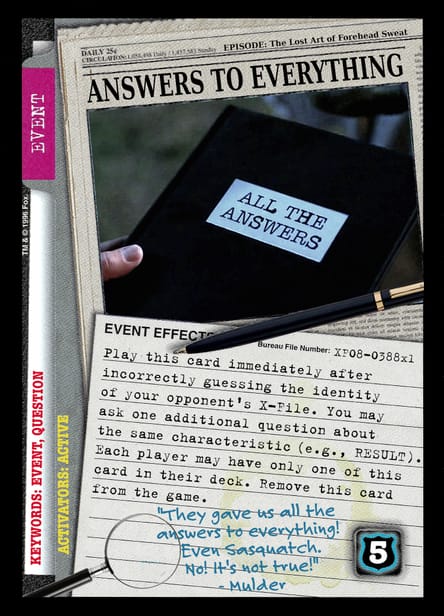 DAILY 25¢
CIRCULATION: 1,058,498 Daily / 1,457,583 Sunday
EPISODE: The Lost Art of Forehead Sweat
ANSWERS TO EVERYTHING
EVENT
ALL THE
ANSWERS
TM & © 1996 Fox.
EVENT EFFECT
Bureau File Number: XF08-0388x1
Play this card immediately after
incorrectly guessing the identity
of your opponent's X-File. You may
ask one additional question about
the same characteristic (e.g., RESULT).
Each player may have only one of this
card in their deck. Remove this card
from the game.
"They gave us all the
answers to everything!
Even Sasquatch.
No! It's not true!"
- Mulder
5
KEYWORDS: EVENT, QUESTION
ACTIVATORS: ACTIVE